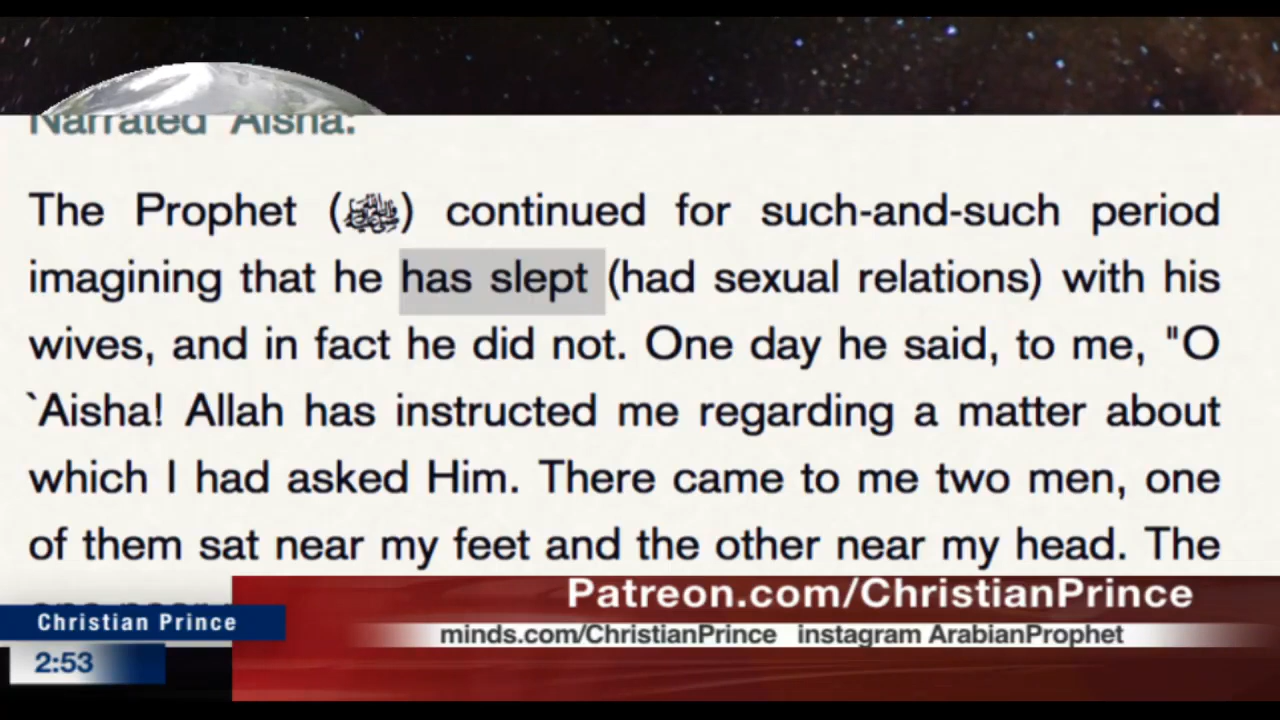 Narrated `Aisha:
The Prophet (ﷺ) continued for such-and-such period
imagining that he has slept (had sexual relations) with his
wives, and in fact he did not. One day he said, to me, "O
`Aisha! Allah has instructed me regarding a matter about
which I had asked Him. There came to me two men, one
of them sat near my feet and the other near my head. The
Patreon.com/ChristianPrince
Christian Prince
minds.com/ChristianPrince instagram ArabianProphet
2:53